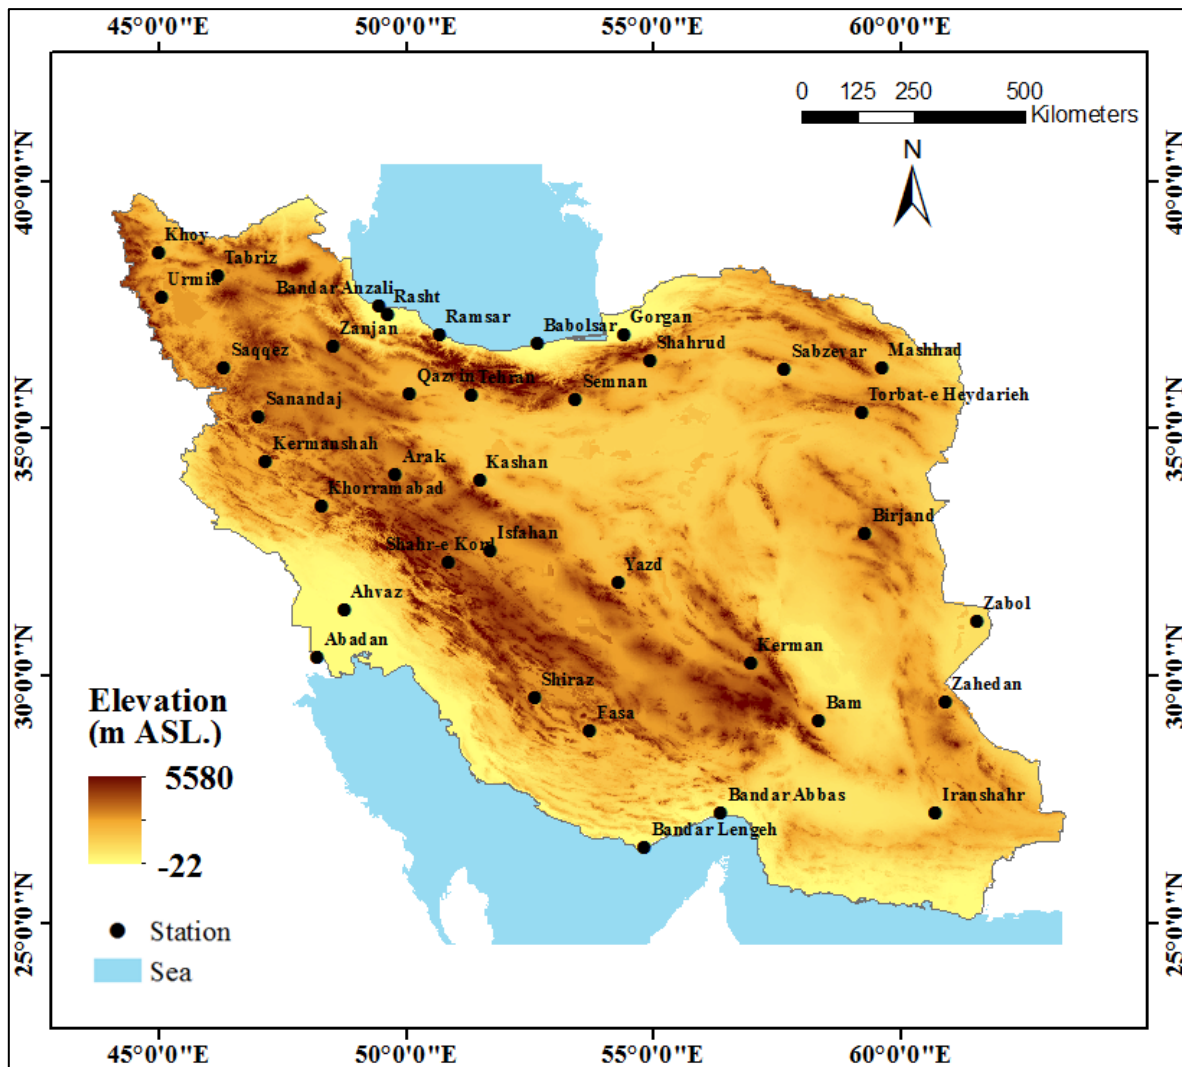 45°0'0"E 50°0'0"E 55°0'0"E 60°0'0"E
0 125 250 500
Kilometers
N
40°0'0"N 40°0'0"N
Khoy
Tabriz
Urmia
Bandar Anzali
Rasht
Zanjan
Ramsar
Babolsar
Gorgan
Shahrud
Saqqez
Sabzevar
Mashhad
Qazvin
Tehran
Semnan
Torbat-e Heydarieh
Sanandaj
35°0'0"N 35°0'0"N
Kermanshah
Arak
Kashan
Khorramabad
Birjand
Isfahan
Shahr-e Kord
Yazd
Ahvaz
Zabol
Abadan
Kerman
30°0'0"N 30°0'0"N
Shiraz
Zahedan
Fasa
Bam
Elevation
(m ASL.)
5580
-22
Bandar Abbas
Iranshahr
Bandar Lengeh
25°0'0"N 25°0'0"N
Station
Sea
45°0'0"E 50°0'0"E 55°0'0"E 60°0'0"E